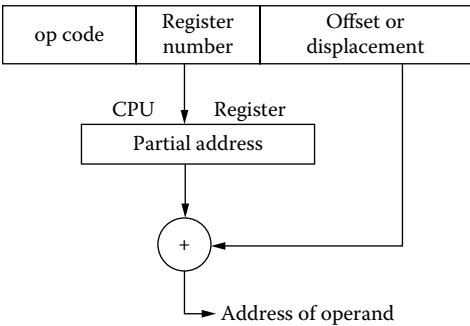 op code
Register
number
Offset or
displacement
CPU Register
Partial address
+
Address of operand